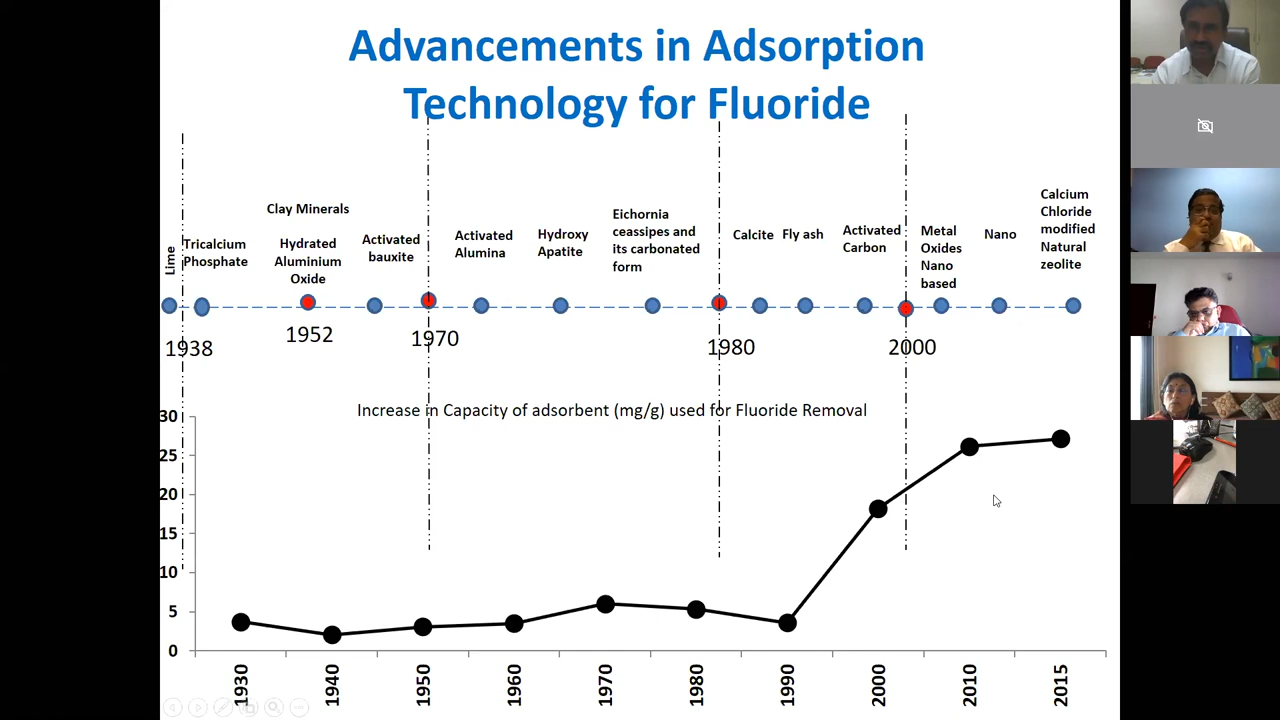 Advancements in Adsorption
Technology for Fluoride
Lime
Tricalcium
Phosphate
Clay Minerals
Hydrated
Aluminium
Oxide
Activated
bauxite
Activated
Alumina
Hydroxy
Apatite
Eichornia
ceassipes and
its carbonated
form
Calcite
Fly ash
Activated
Carbon
Metal
Oxides
Nano
based
Nano
Calcium
Chloride
modified
Natural
zeolite
1938
1952
1970
1980
2000
Increase in Capacity of adsorbent (mg/g) used for Fluoride Removal
30
25
20
15
10
5
0
1930
1940
1950
1960
1970
1980
1990
2000
2010
2015